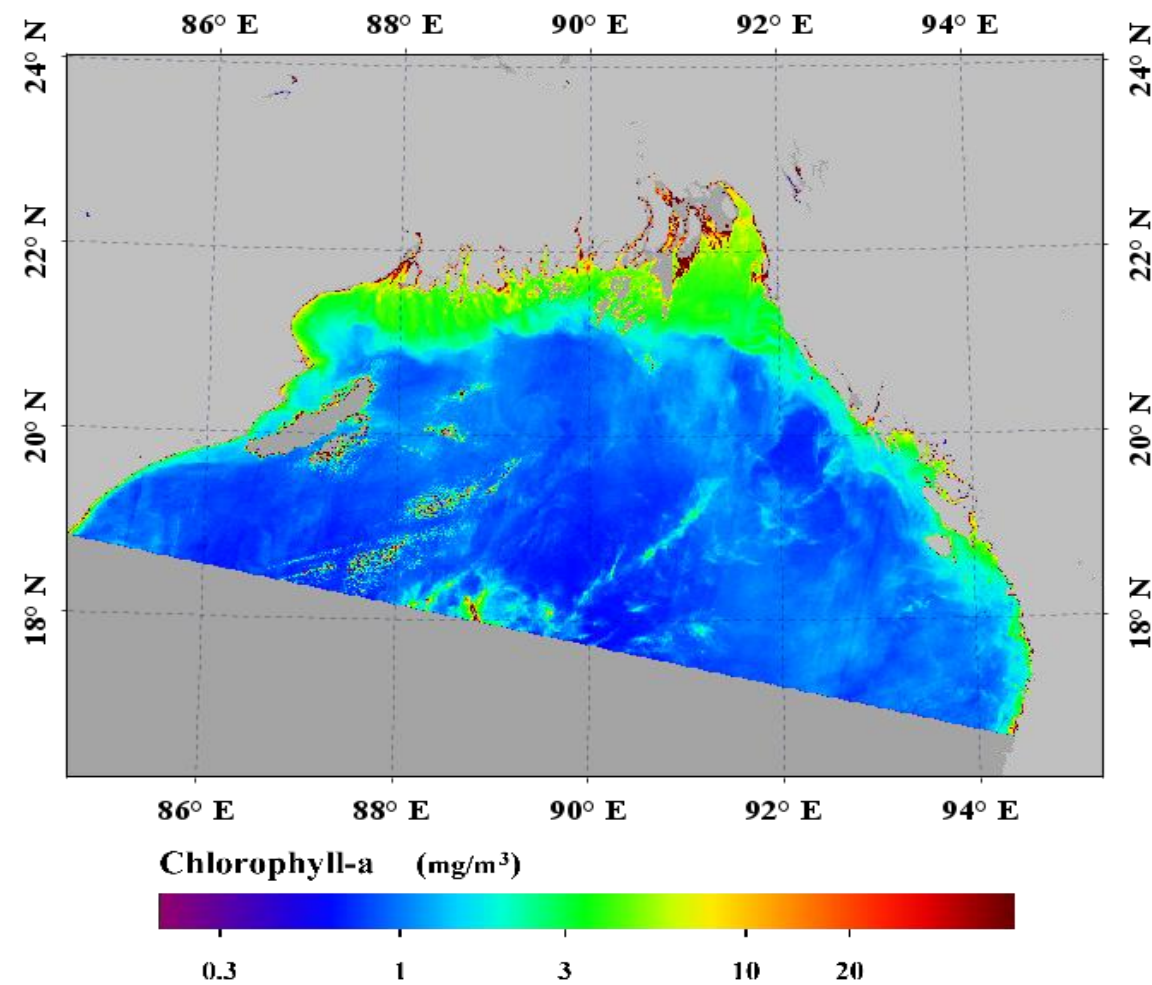 86° E 88° E 90° E 92° E 94° E
24° N 24° N
22° N 22° N
20° N 20° N
18° N 18° N
86° E 88° E 90° E 92° E 94° E
Chlorophyll-a (mg/m³)
0.3 1 3 10 20